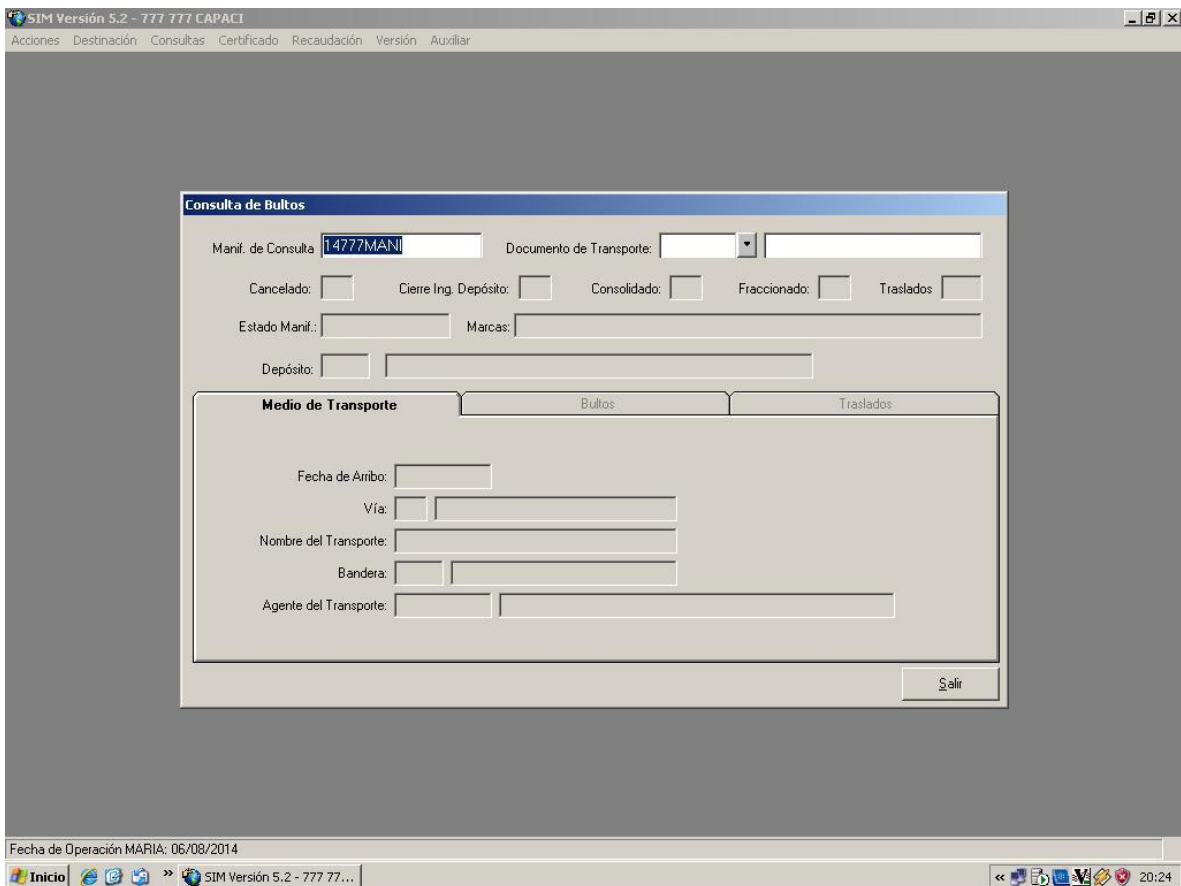 SIM Versión 5.2 - 777 777 CAPACI
Acciones Destinación Consultas Certificado Recaudación Versión Auxiliar
Consulta de Bultos
Manif. de Consulta 14777MANI Documento de Transporte:
Cancelado: Cierre Ing. Depósito: Consolidado: Fraccionado: Traslados
Estado Manif.: Marcas:
Depósito:
Medio de Transporte Bultos Traslados
Fecha de Arribo:
Vía:
Nombre del Transporte:
Bandera:
Agente del Transporte:
Salir
Fecha de Operación MARIA: 06/08/2014
Inicio » SIM Versión 5.2 - 777 77... « 20:24